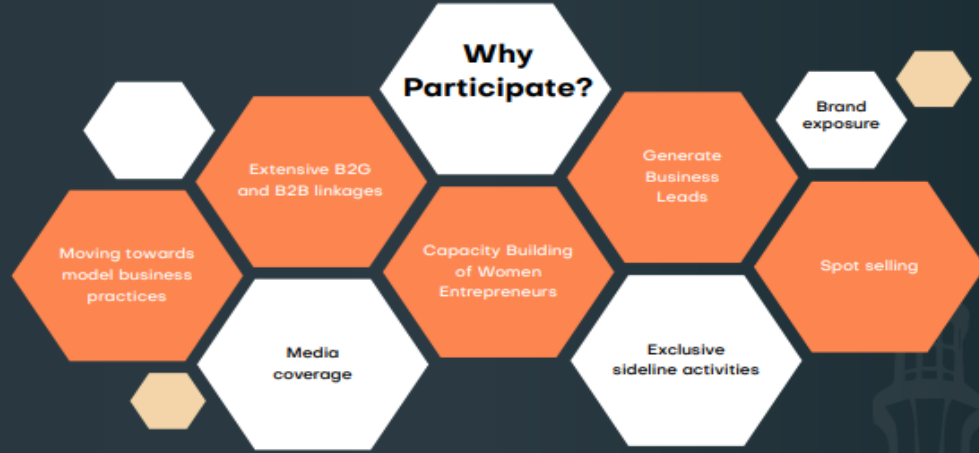 Why
Participate?
Brand
exposure
Extensive B2G
and B2B linkages
Generate
Business
Leads
Moving towards
model business
practices
Capacity Building
of Women
Entrepreneurs
Spot selling
Media
coverage
Exclusive
sideline activities